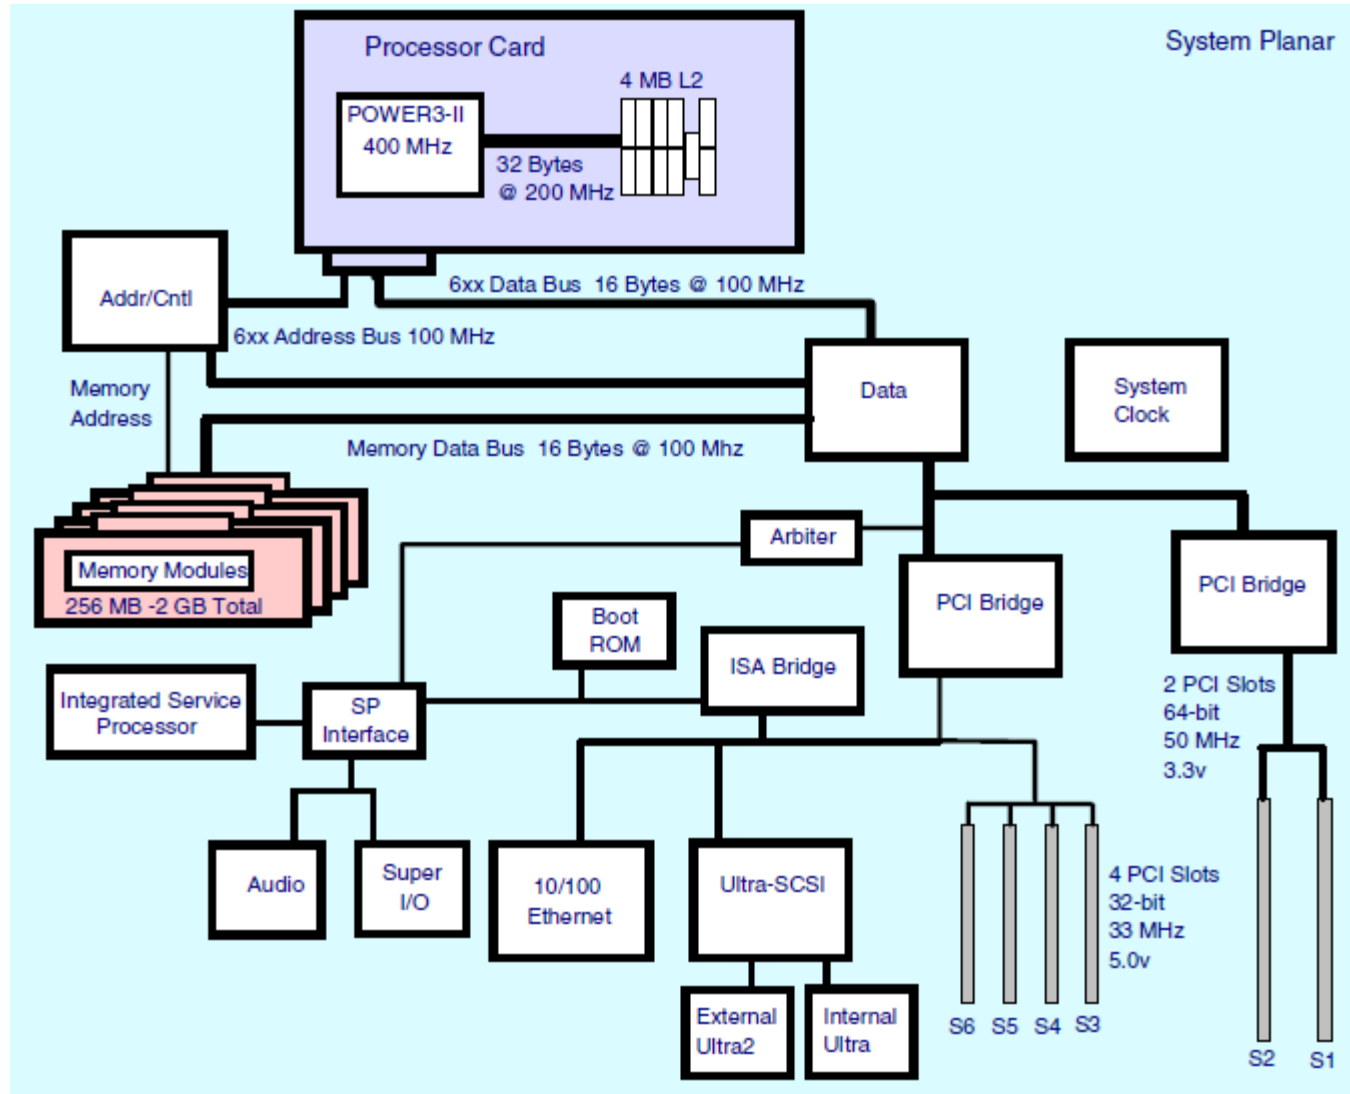 Processor Card
System Planar
4 MB L2
POWER3-II
400 MHz
32 Bytes
@ 200 MHz
Addr/Cntl
6xx Data Bus 16 Bytes @ 100 MHz
6xx Address Bus 100 MHz
Memory
Address
Data
System
Clock
Memory Data Bus 16 Bytes @ 100 Mhz
Arbiter
Memory Modules
256 MB -2 GB Total
PCI Bridge
PCI Bridge
Boot
ROM
ISA Bridge
Integrated Service
Processor
SP
Interface
2 PCI Slots
64-bit
50 MHz
3.3v
Audio
Super
I/O
10/100
Ethernet
Ultra-SCSI
4 PCI Slots
32-bit
33 MHz
5.0v
External
Ultra2
Internal
Ultra
S6 S5 S4 S3
S2 S1